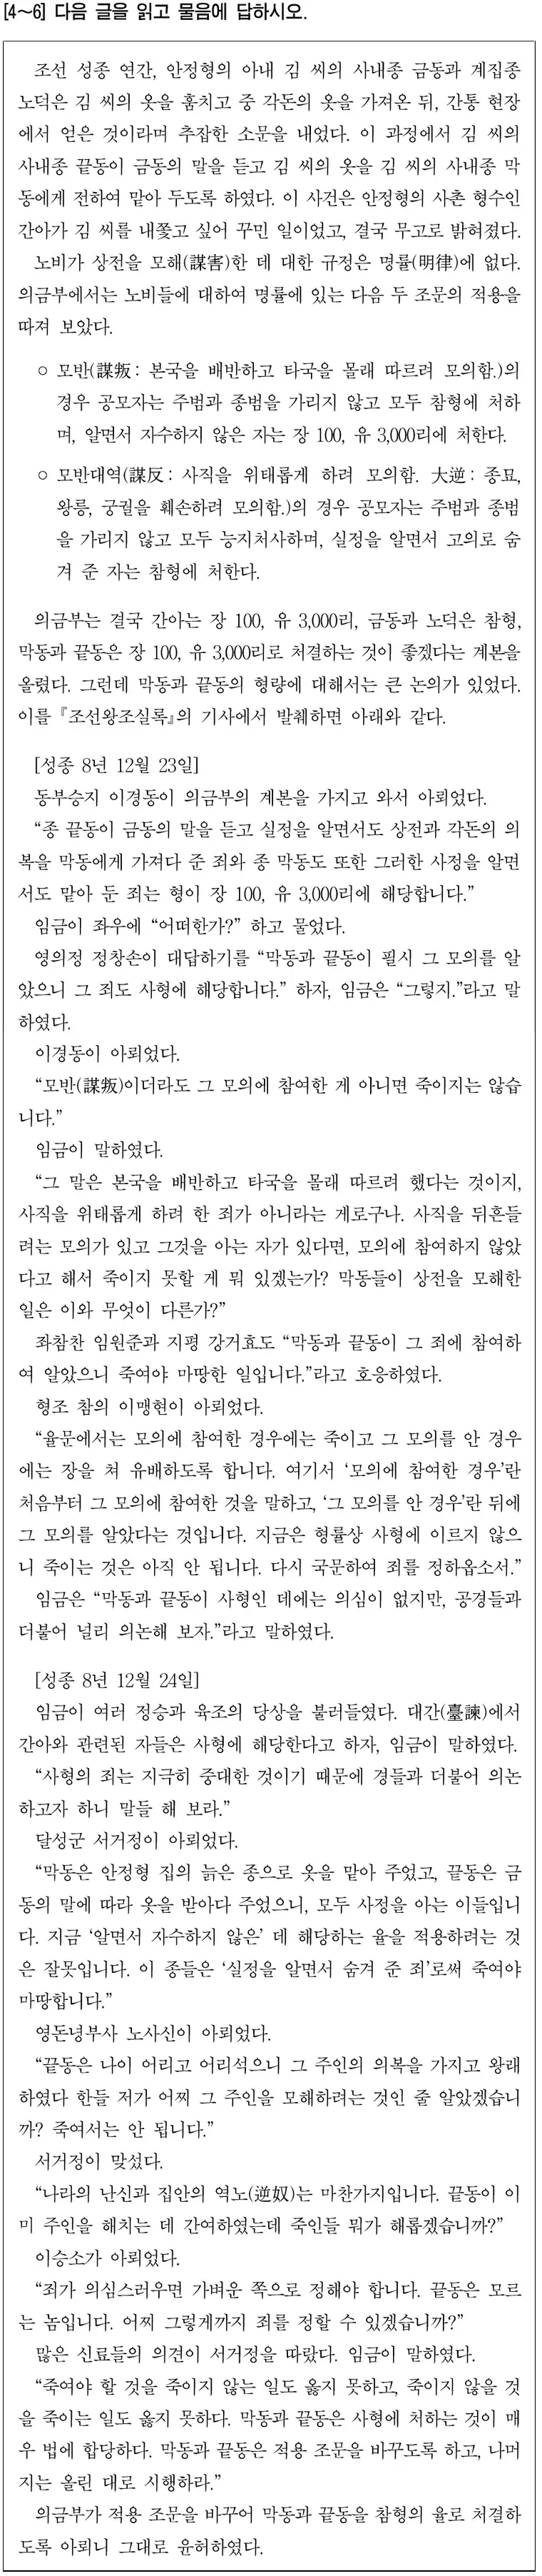 [4~6] 다음 글을 읽고 물음에 답하시오.
조선 성종 연간, 안정형의 아내 김 씨의 사내종 금동과 계집종
노덕은 김 씨의 옷을 훔치고 중 각돈의 옷을 가져온 뒤, 간통 현장
에서 얻은 것이라며 추잡한 소문을 내었다. 이 과정에서 김 씨의
사내종 끝동이 금동의 말을 듣고 김 씨의 옷을 김 씨의 사내종 막
동에게 전하여 맡아 두도록 하였다. 이 사건은 안정형의 사촌 형수인
간아가 김 씨를 내쫓고 싶어 꾸민 일이었고, 결국 무고로 밝혀졌다.
노비가 상전을 모해(謀害)한 데 대한 규정은 명률(明律)에 없다.
의금부에서는 노비들에 대하여 명률에 있는 다음 두 조문의 적용을
따져 보았다.
○ 모반(謀叛: 본국을 배반하고 타국을 몰래 따르려 모의함.)의
경우 공모자는 주범과 종범을 가리지 않고 모두 참형에 처하
며, 알면서 자수하지 않은 자는 장 100, 유 3,000리에 처한다.
○ 모반대역(謀反: 사직을 위태롭게 하려 모의함. 大逆: 종묘,
왕릉, 궁궐을 훼손하려 모의함.)의 경우 공모자는 주범과 종범
을 가리지 않고 모두 능지처사하며, 실정을 알면서 고의로 숨
겨 준 자는 참형에 처한다.
의금부는 결국 간아는 장 100, 유 3,000리, 금동과 노덕은 참형,
막동과 끝동은 장 100, 유 3,000리로 처결하는 것이 좋겠다는 계본을
올렸다. 그런데 막동과 끝동의 형량에 대해서는 큰 논의가 있었다.
이를 『조선왕조실록』의 기사에서 발췌하면 아래와 같다.
[성종 8년 12월 23일]
동부승지 이경동이 의금부의 계본을 가지고 와서 아뢰었다.
“종 끝동이 금동의 말을 듣고 실정을 알면서도 상전과 각돈의 의
복을 막동에게 가져다 준 죄와 종 막동도 또한 그러한 사정을 알면
서도 맡아 둔 죄는 형이 장 100, 유 3,000리에 해당합니다.”
임금이 좌우에 “어떠한가?” 하고 물었다.
영의정 정창손이 대답하기를 “막동과 끝동이 필시 그 모의를 알
았으니 그 죄도 사형에 해당합니다.” 하자, 임금은 “그렇지.”라고 말
하였다.
이경동이 아뢰었다.
“모반(謀叛)이더라도 그 모의에 참여한 게 아니면 죽이지는 않습
니다.”
임금이 말하였다.
“그 말은 본국을 배반하고 타국을 몰래 따르려 했다는 것이지,
사직을 위태롭게 하려 한 죄가 아니라는 게로구나. 사직을 뒤흔들
려는 모의가 있고 그것을 아는 자가 있다면, 모의에 참여하지 않았
다고 해서 죽이지 못할 게 뭐 있겠는가? 막동들이 상전을 모해한
일은 이와 무엇이 다른가?”
좌참찬 임원준과 지평 강거효도 “막동과 끝동이 그 죄에 참여하
여 알았으니 죽여야 마땅한 일입니다.”라고 호응하였다.
형조 참의 이맹현이 아뢰었다.
“율문에서는 모의에 참여한 경우에는 죽이고 그 모의를 안 경우
에는 장을 쳐 유배하도록 합니다. 여기서 ‘모의에 참여한 경우’란
처음부터 그 모의에 참여한 것을 말하고, ‘그 모의를 안 경우’란 뒤에
그 모의를 알았다는 것입니다. 지금은 형률상 사형에 이르지 않으
니 죽이는 것은 아직 안 됩니다. 다시 국문하여 죄를 정하옵소서.”
임금은 “막동과 끝동이 사형인 데에는 의심이 없지만, 공경들과
더불어 널리 의논해 보자.”라고 말하였다.
[성종 8년 12월 24일]
임금이 여러 정승과 육조의 당상을 불러들였다. 대간(臺諫)에서
간아와 관련된 자들은 사형에 해당한다고 하자, 임금이 말하였다.
“사형의 죄는 지극히 중대한 것이기 때문에 경들과 더불어 의논
하고자 하니 말들 해 보라.”
달성군 서거정이 아뢰었다.
“막동은 안정형 집의 늙은 종으로 옷을 맡아 주었고, 끝동은 금
동의 말에 따라 옷을 받아다 주었으니, 모두 사정을 아는 이들입니
다. 지금 ‘알면서 자수하지 않은’ 데 해당하는 율을 적용하려는 것
은 잘못입니다. 이 종들은 ‘실정을 알면서 숨겨 준 죄’로써 죽여야
마땅합니다.”
영돈녕부사 노사신이 아뢰었다.
“끝동은 나이 어리고 어리석으니 그 주인의 의복을 가지고 왕래
하였다 한들 저가 어찌 그 주인을 모해하려는 것인 줄 알았겠습니
까? 죽여서는 안 됩니다.”
서거정이 맞섰다.
“나라의 난신과 집안의 역노(逆奴)는 마찬가지입니다. 끝동이 이
미 주인을 해치는 데 간여하였는데 죽인들 뭐가 해롭겠습니까?”
이승소가 아뢰었다.
“죄가 의심스러우면 가벼운 쪽으로 정해야 합니다. 끝동은 모르
는 놈입니다. 어찌 그렇게까지 죄를 정할 수 있겠습니까?”
많은 신료들의 의견이 서거정을 따랐다. 임금이 말하였다.
“죽여야 할 것을 죽이지 않는 일도 옳지 못하고, 죽이지 않을 것
을 죽이는 일도 옳지 못하다. 막동과 끝동은 사형에 처하는 것이 매
우 법에 합당하다. 막동과 끝동은 적용 조문을 바꾸도록 하고, 나머
지는 올린 대로 시행하라.”
의금부가 적용 조문을 바꾸어 막동과 끝동을 참형의 율로 처결하
도록 아뢰니 그대로 윤허하였다.